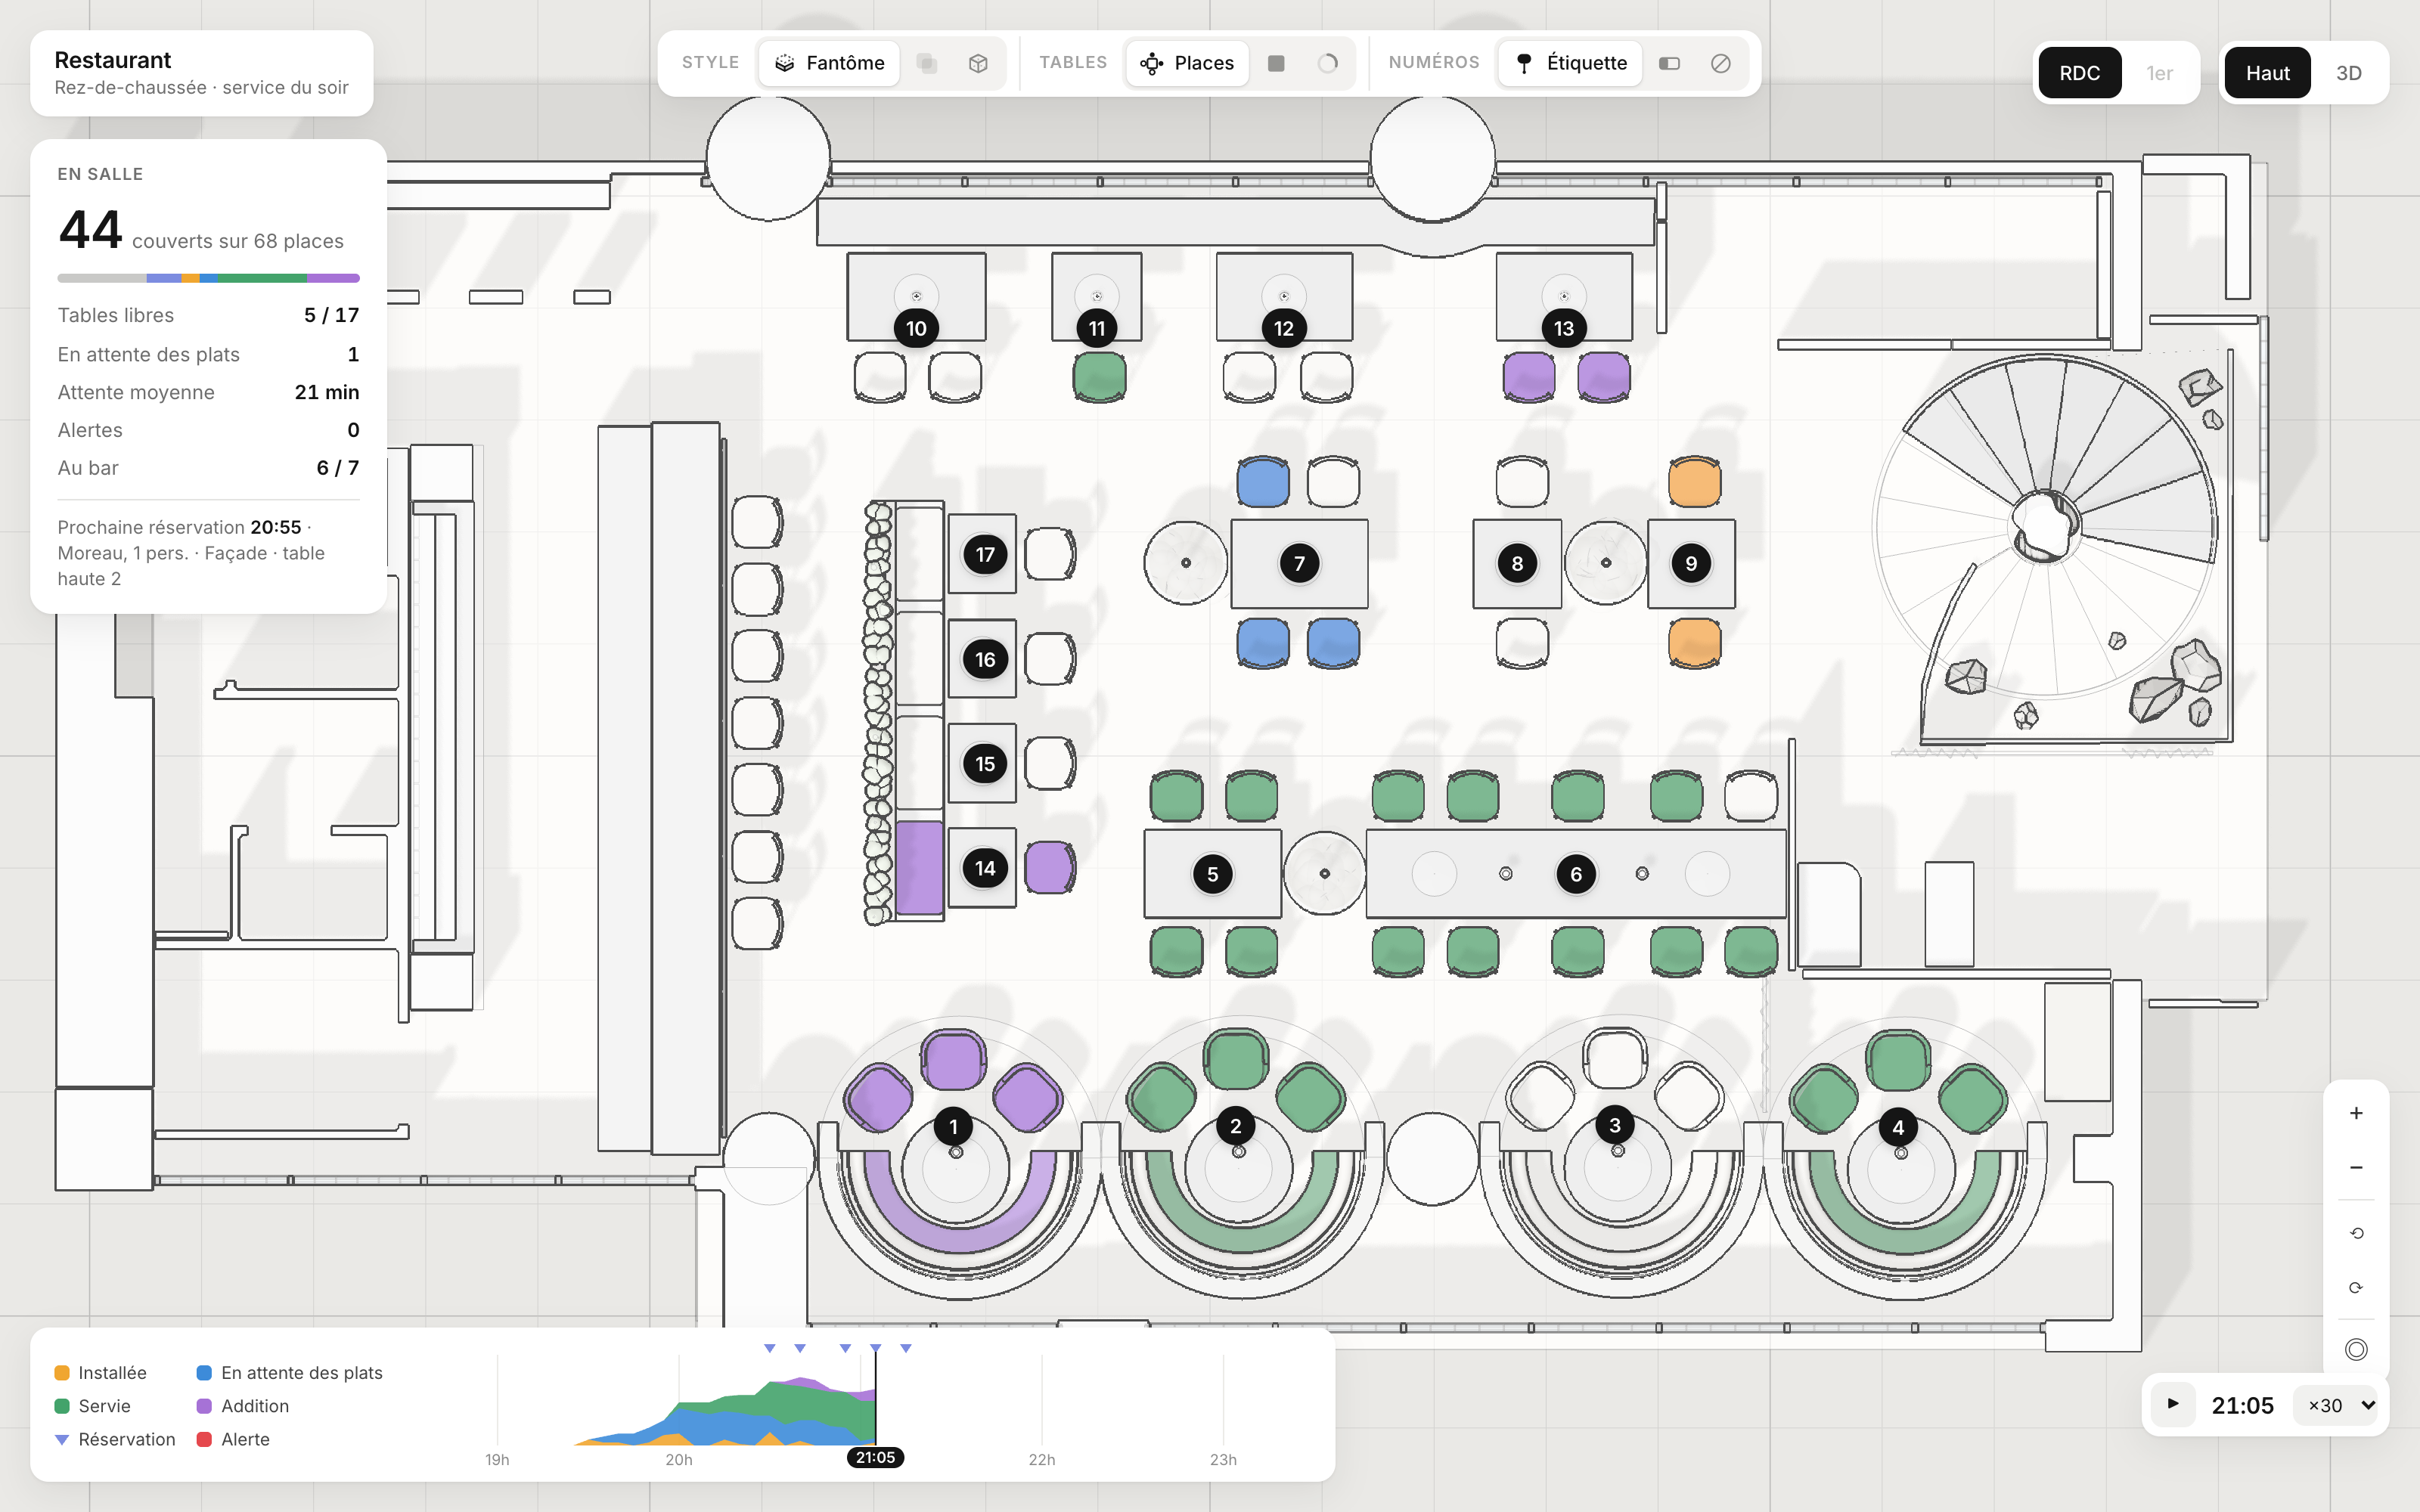 Restaurant
Rez-de-chaussée · service du soir
STYLE
Fantôme
TABLES
Places
NUMÉROS
Étiquette
RDC
1er
Haut
3D
EN SALLE
44 couverts sur 68 places
Tables libres 5 / 17
En attente des plats 1
Attente moyenne 21 min
Alertes 0
Au bar 6 / 7
Prochaine réservation 20:55 ·
Moreau, 1 pers. · Façade · table
haute 2
10
11
12
13
17
7
8
9
16
15
14
5
6
1
2
3
4
Installée
En attente des plats
Servie
Addition
Réservation
Alerte
19h
20h
21:05
22h
23h
+
−
21:05
×30